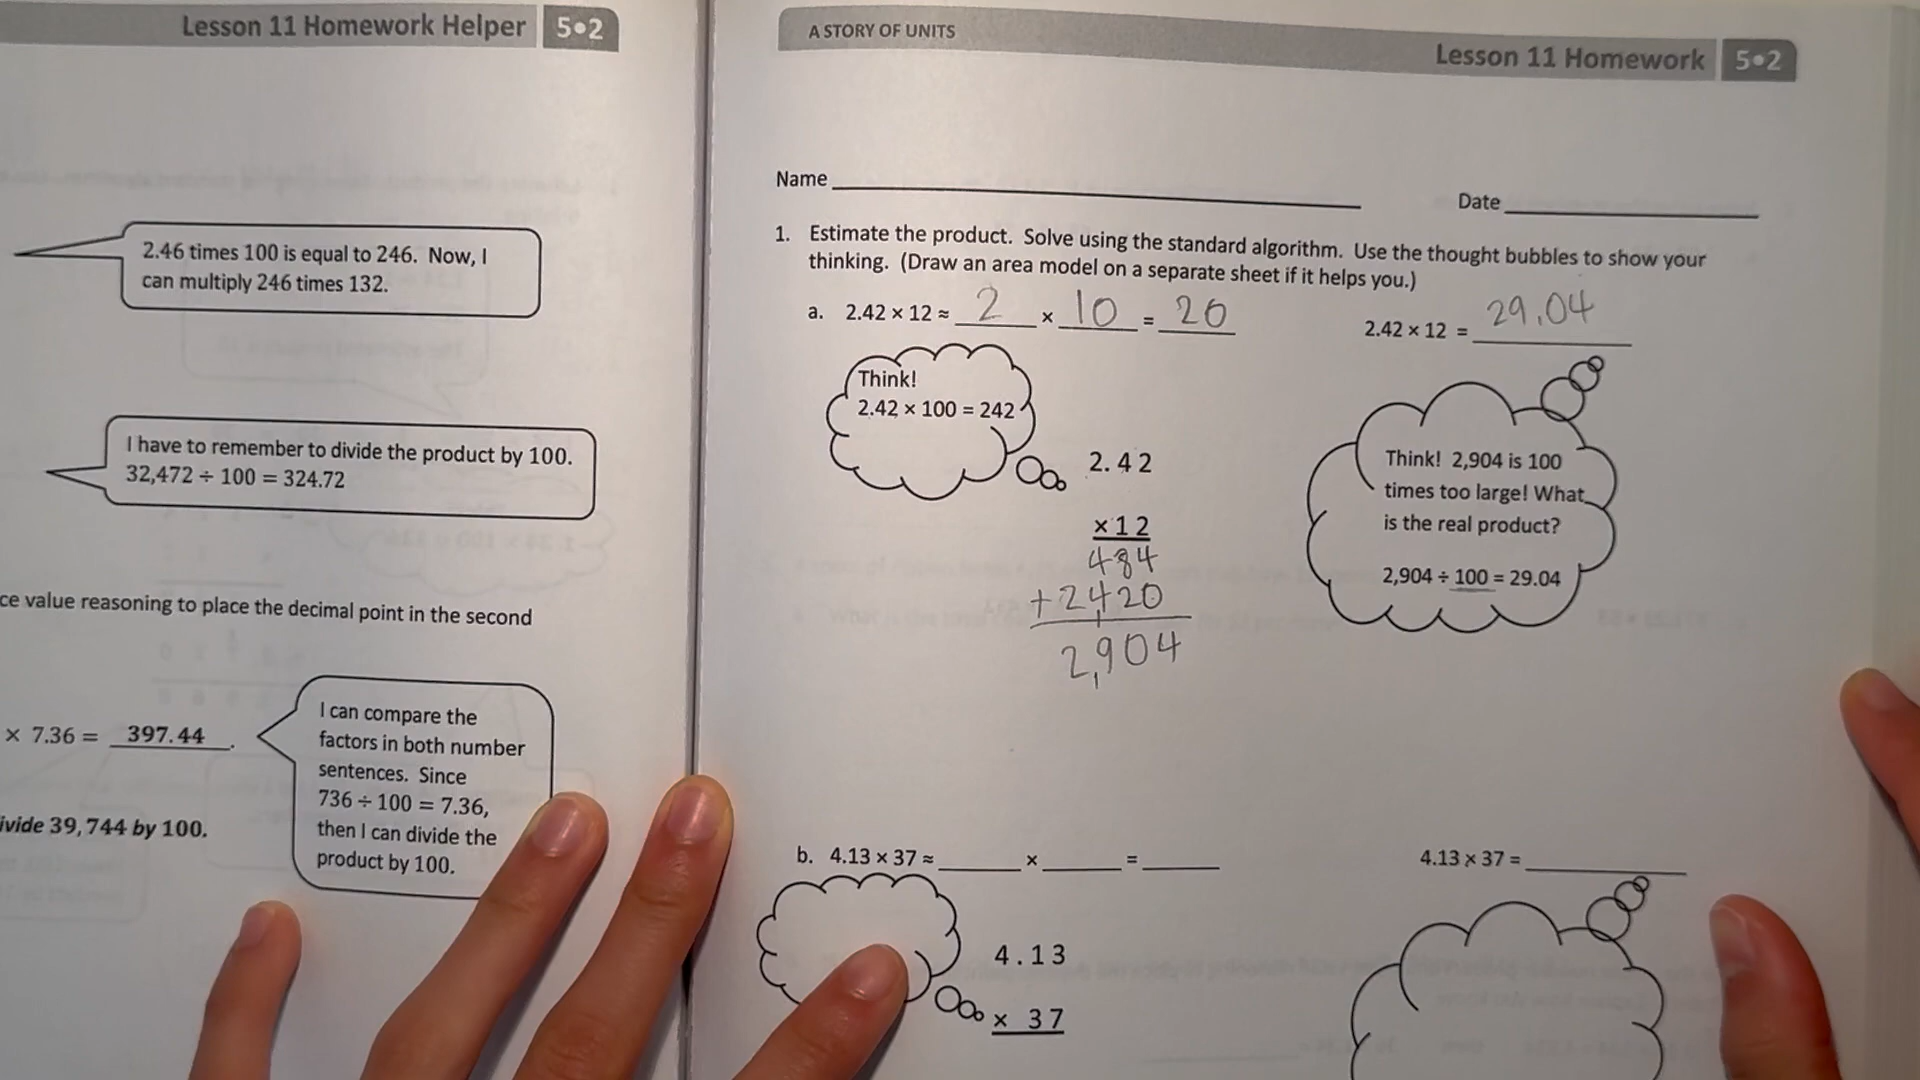 Lesson 11 Homework Helper 5•2
2.46 times 100 is equal to 246. Now, I
can multiply 246 times 132.
I have to remember to divide the product by 100.
32,472 ÷ 100 = 324.72
ce value reasoning to place the decimal point in the second
× 7.36 = 397.44 .
I can compare the
factors in both number
sentences. Since
736 ÷ 100 = 7.36,
then I can divide the
product by 100.
ivide 39,744 by 100.
A STORY OF UNITS
Lesson 11 Homework 5•2
Name
Date
1. Estimate the product. Solve using the standard algorithm. Use the thought bubbles to show your
thinking. (Draw an area model on a separate sheet if it helps you.)
a. 2.42 × 12 ≈ 2 × 10 = 20
2.42 × 12 = 29.04
Think!
2.42 × 100 = 242
2.42
×12
484
+2420
2,904
Think! 2,904 is 100
times too large! What
is the real product?
2,904 ÷ 100 = 29.04
b. 4.13 × 37 ≈ × =
4.13 × 37 =
4.13
× 37